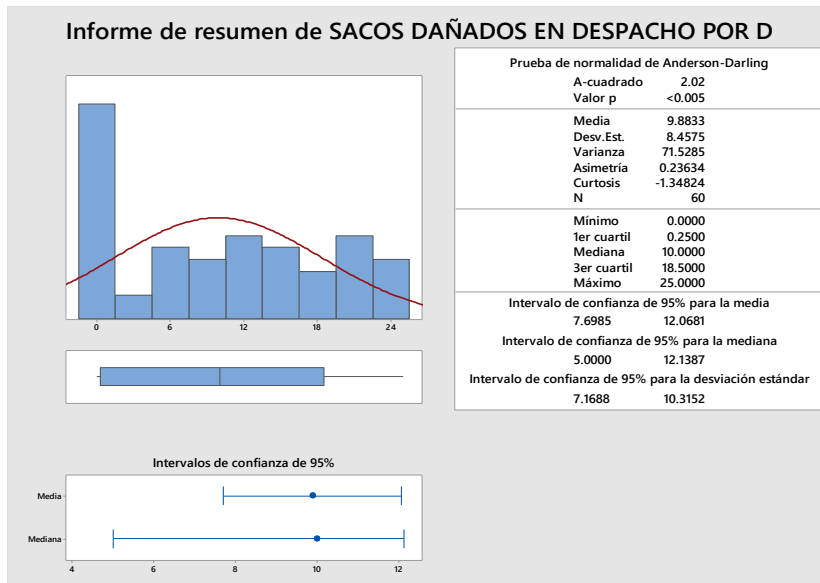 Informe de resumen de SACOS DAÑADOS EN DESPACHO POR D
0 6 12 18 24
Prueba de normalidad de Anderson-Darling
A-cuadrado 2.02
Valor p <0.005
Media 9.8833
Desv.Est. 8.4575
Varianza 71.5285
Asimetría 0.23634
Curtosis -1.34824
N 60
Mínimo 0.0000
1er cuartil 0.2500
Mediana 10.0000
3er cuartil 18.5000
Máximo 25.0000
Intervalo de confianza de 95% para la media
7.6985 12.0681
Intervalo de confianza de 95% para la mediana
5.0000 12.1387
Intervalo de confianza de 95% para la desviación estándar
7.1688 10.3152
Intervalos de confianza de 95%
Media
Mediana
4 6 8 10 12